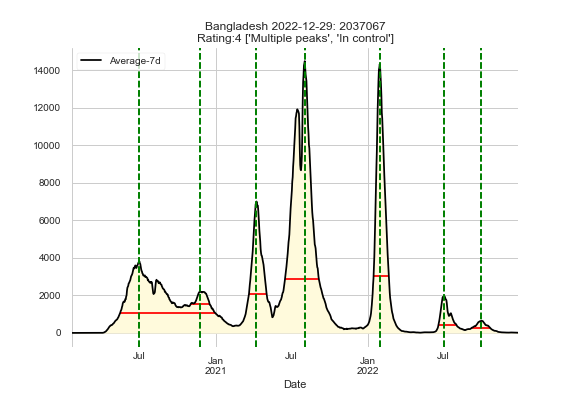 Bangladesh 2022-12-29: 2037067
Rating:4 ['Multiple peaks', 'In control']
Average-7d
14000
12000
10000
8000
6000
4000
2000
0
Jul
Jan
2021
Jul
Jan
2022
Jul
Date